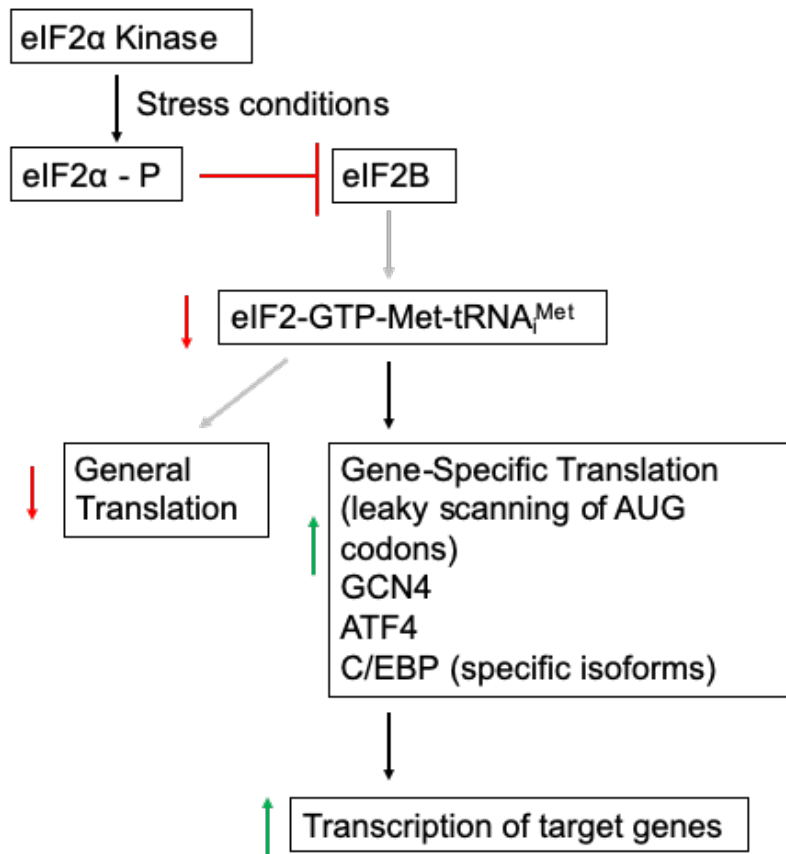 eIF2α Kinase
Stress conditions
eIF2α - P
eIF2B
eIF2-GTP-Met-tRNAᵢᴹᵉᵗ
General
Translation
Gene-Specific Translation
(leaky scanning of AUG
codons)
GCN4
ATF4
C/EBP (specific isoforms)
Transcription of target genes